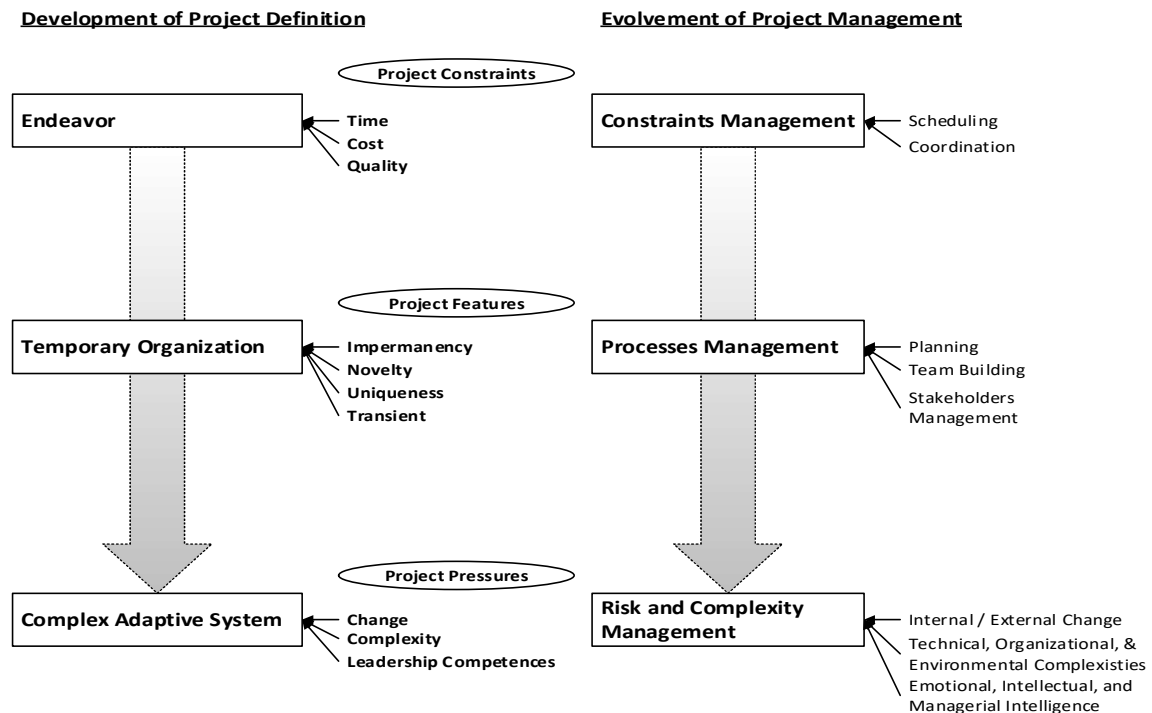 Development of Project Definition
Evolvement of Project Management
Project Constraints
Endeavor
Time
Cost
Quality
Constraints Management
Scheduling
Coordination
Project Features
Temporary Organization
Impermanency
Novelty
Uniqueness
Transient
Processes Management
Planning
Team Building
Stakeholders
Management
Project Pressures
Complex Adaptive System
Change
Complexity
Leadership Competences
Risk and Complexity
Management
Internal / External Change
Technical, Organizational, &
Environmental Complexisties
Emotional, Intellectual, and
Managerial Intelligence